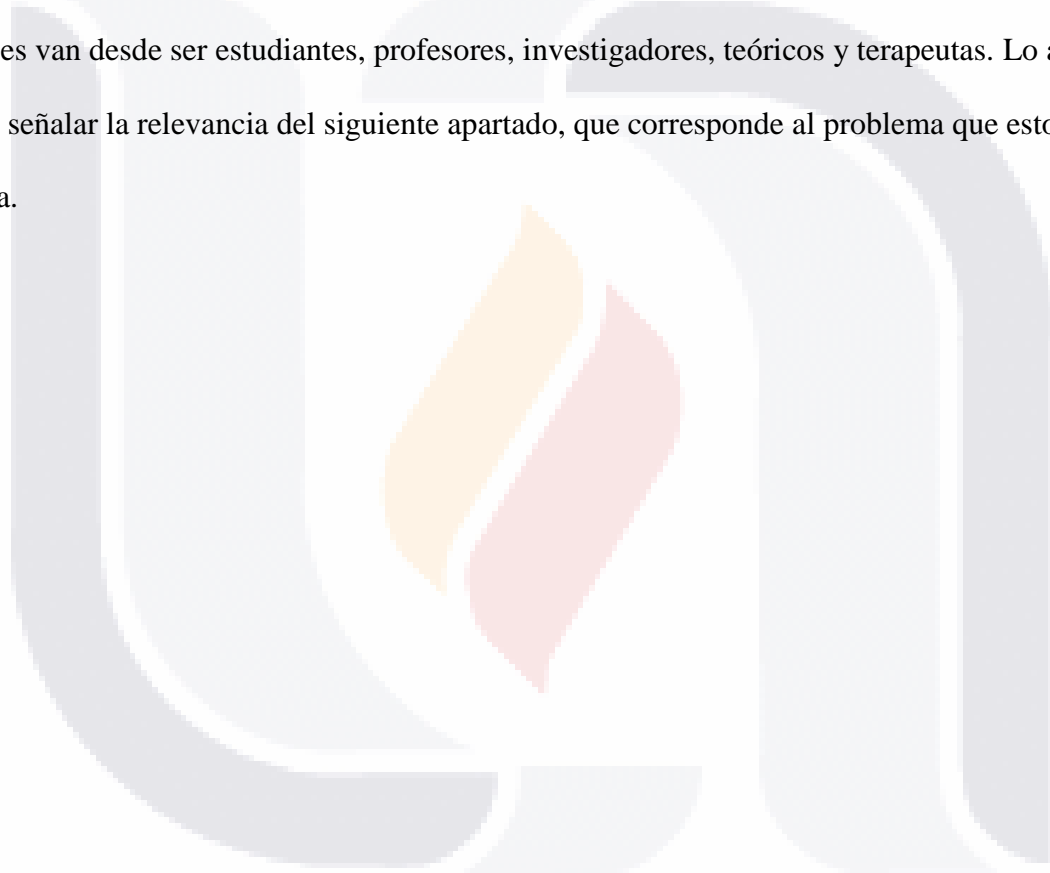 es van desde ser estudiantes, profesores, investigadores, teóricos y terapeutas. Lo a
señalar la relevancia del siguiente apartado, que corresponde al problema que esto
a.